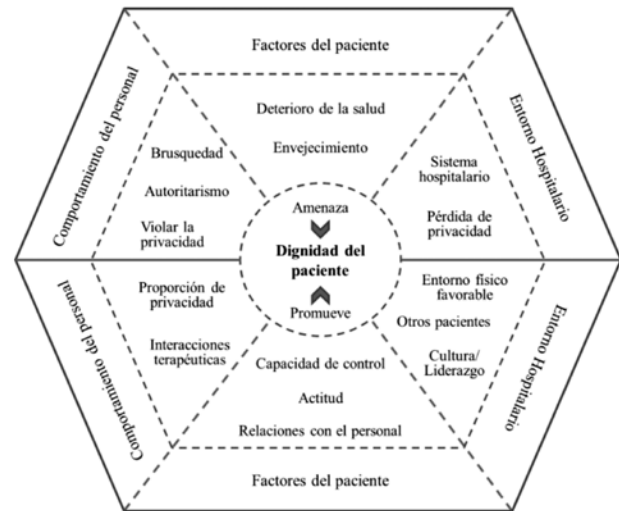 Factores del paciente
Comportamiento del personal
Entorno Hospitalario
Deterioro de la salud
Envejecimiento
Brusquedad
Autoritarismo
Violar la
privacidad
Sistema
hospitalario
Pérdida de
privacidad
Amenaza
Dignidad del
paciente
Promueve
Proporción de
privacidad
Interacciones
terapéuticas
Entorno físico
favorable
Otros pacientes
Cultura/
Liderazgo
Capacidad de control
Actitud
Relaciones con el personal
Comportamiento del personal
Entorno Hospitalario
Factores del paciente